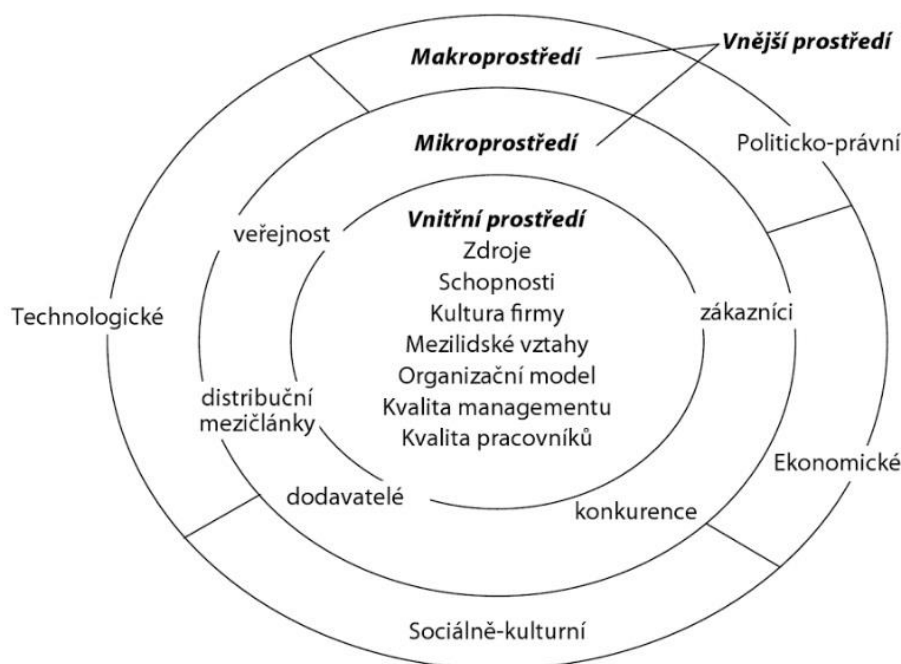 Makroprostředí
Vnější prostředí
Mikroprostředí
Politicko-právní
Vnitřní prostředí
veřejnost
Zdroje
Schopnosti
Kultura firmy
Technologické
zákazníci
Mezilidské vztahy
Organizační model
distribuční
mezičlánky
Kvalita managementu
Kvalita pracovníků
Ekonomické
dodavatelé
konkurence
Sociálně-kulturní